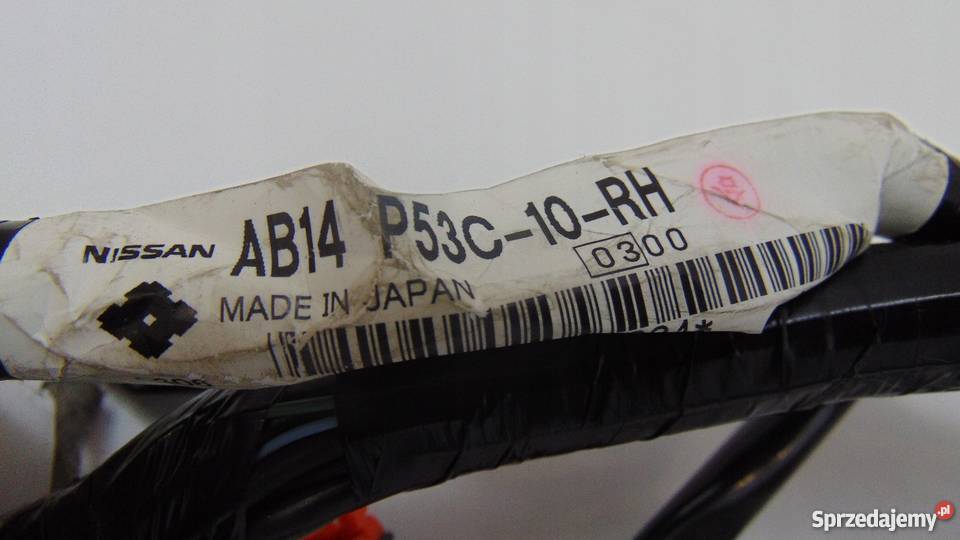 NISSAN AB14 P53C-10-RH
0300
MADE IN JAPAN
Sprzedajemy.pl